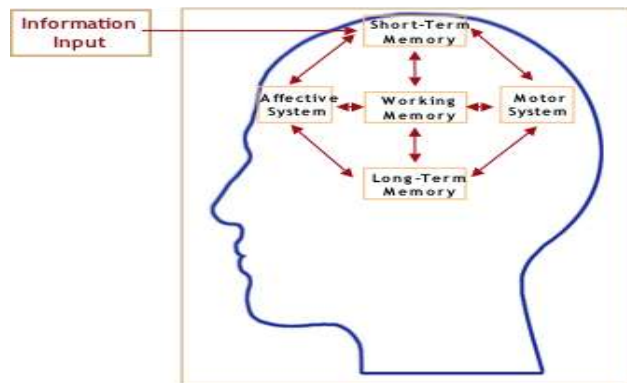 Information
Input
Short-Term
Memory
Affective
System
Working
Memory
Motor
System
Long-Term
Memory